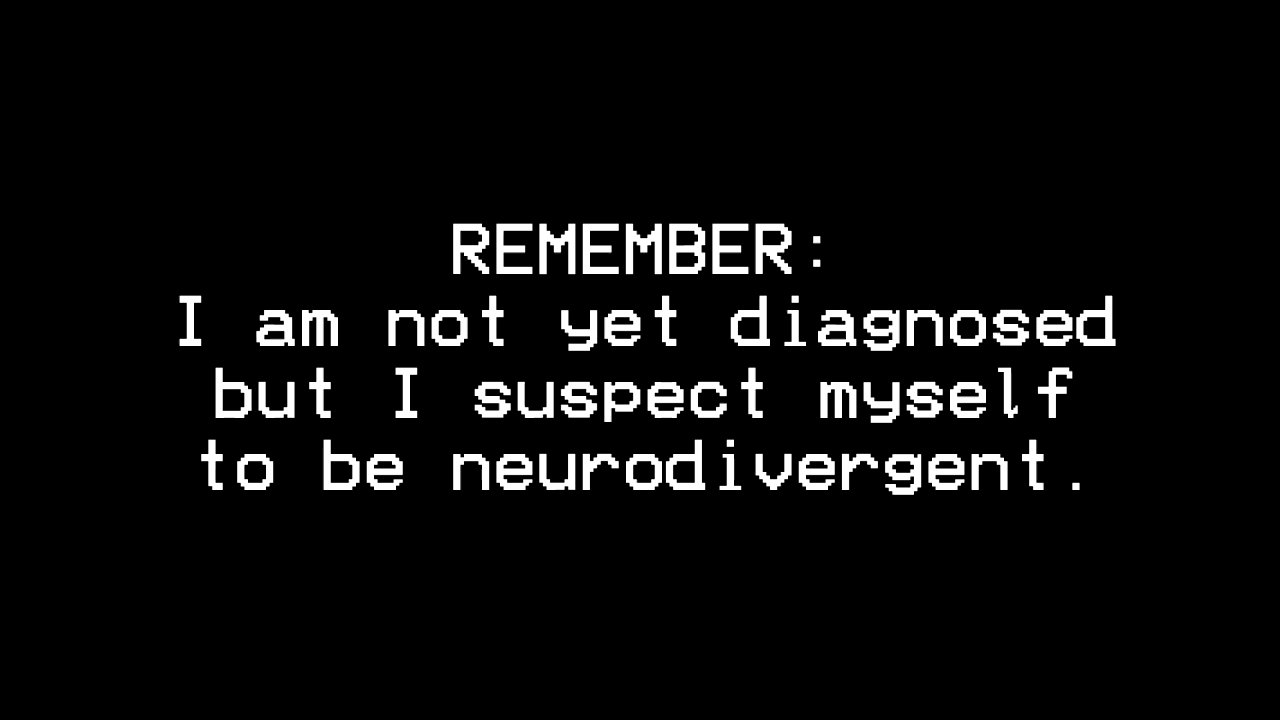 REMEMBER:
I am not yet diagnosed
but I suspect myself
to be neurodivergent.